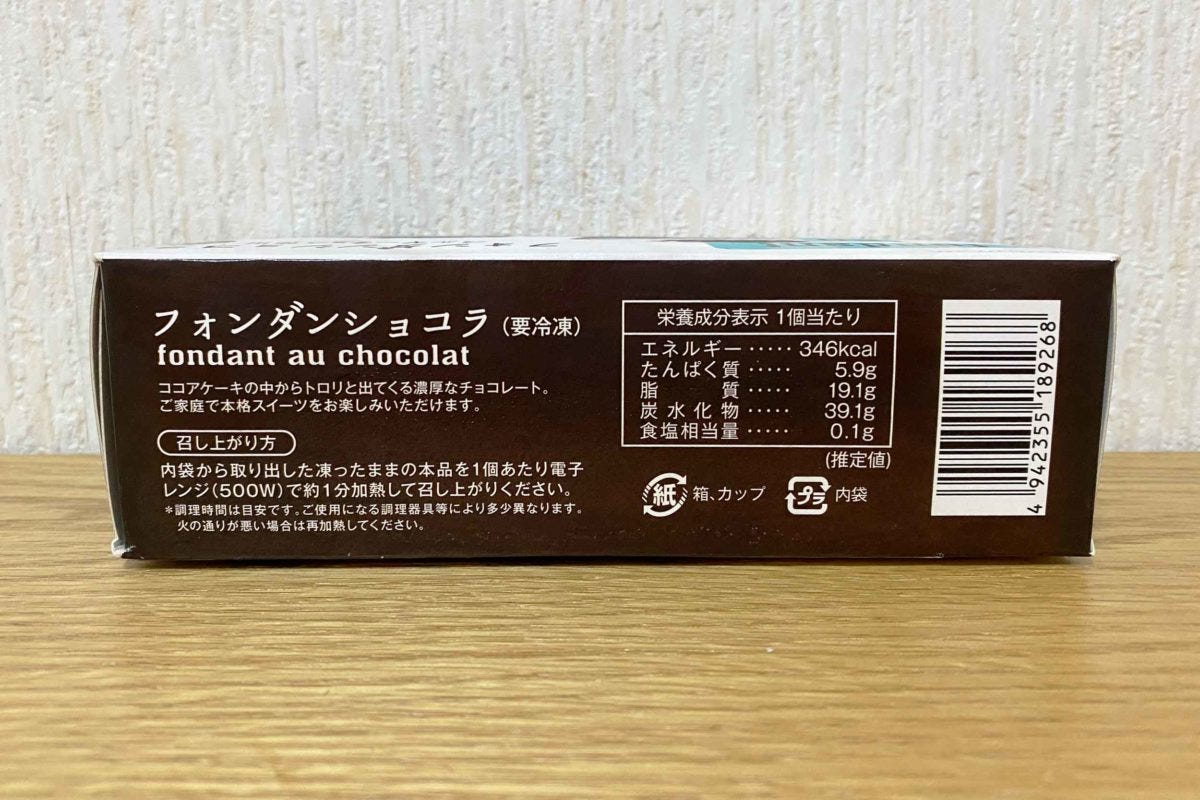 フォンダンショコラ(要冷凍)
fondant au chocolat
ココアケーキの中からトロリと出てくる濃厚なチョコレート。
ご家庭で本格スイーツをお楽しみいただけます。
召し上がり方
内袋から取り出した凍ったままの本品を1個あたり電子
レンジ(500W)で約1分加熱して召し上がりください。
*調理時間は目安です。ご使用になる調理器具等により多少異なります。
火の通りが悪い場合は再加熱してください。
栄養成分表示 1個当たり
エネルギー・・・・・346kcal
たんぱく質・・・・・5.9g
脂質・・・・・19.1g
炭水化物・・・・・39.1g
食塩相当量・・・・・0.1g
(推定値)
紙 箱、カップ プラ 内袋
4942355189268